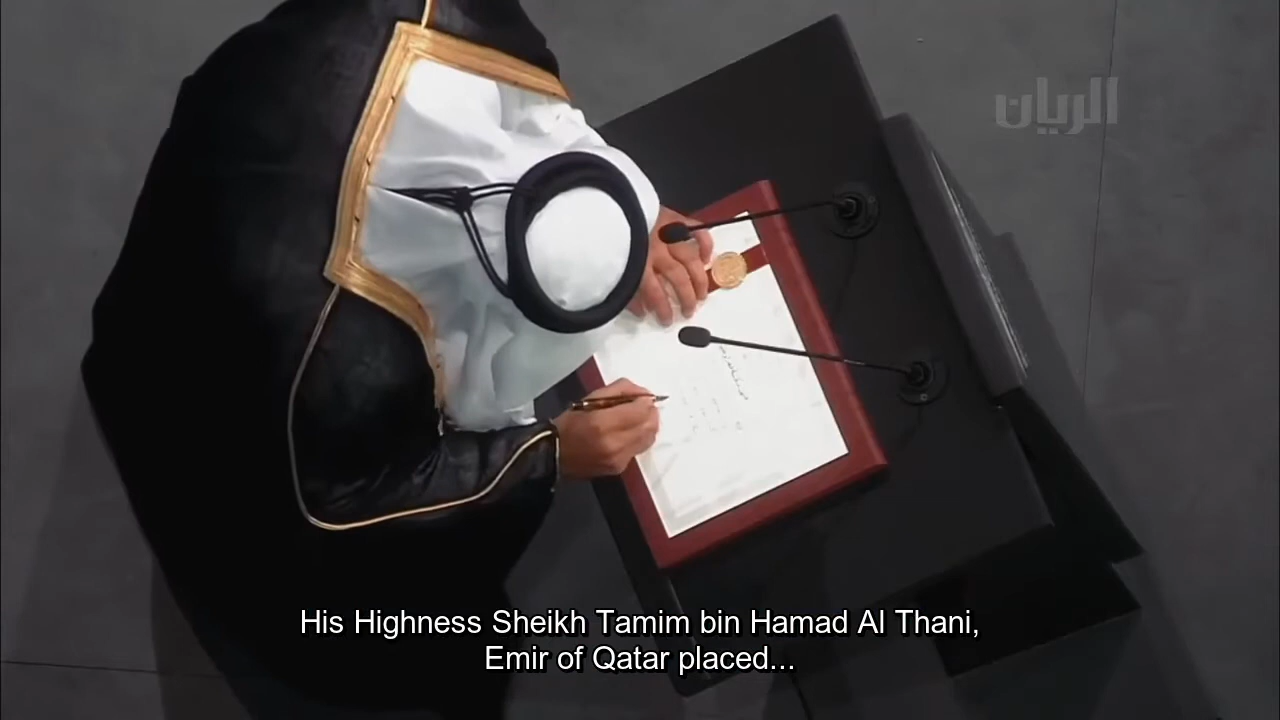 الريان
His Highness Sheikh Tamim bin Hamad Al Thani,
Emir of Qatar placed...